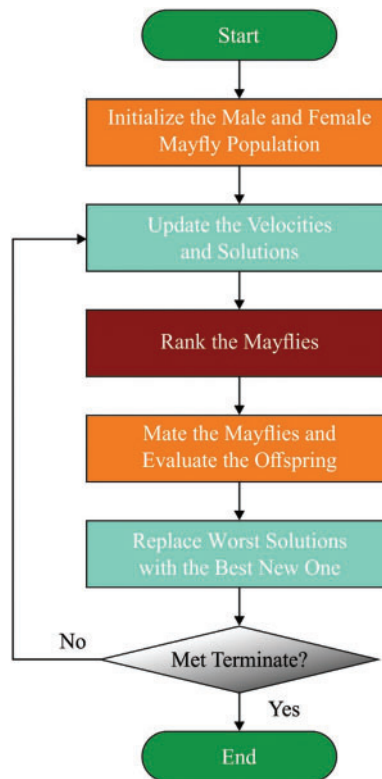 Start
Initialize the Male and Female
Mayfly Population
Update the Velocities
and Solutions
Rank the Mayflies
Mate the Mayflies and
Evaluate the Offspring
Replace Worst Solutions
with the Best New One
No
Met Terminate?
Yes
End